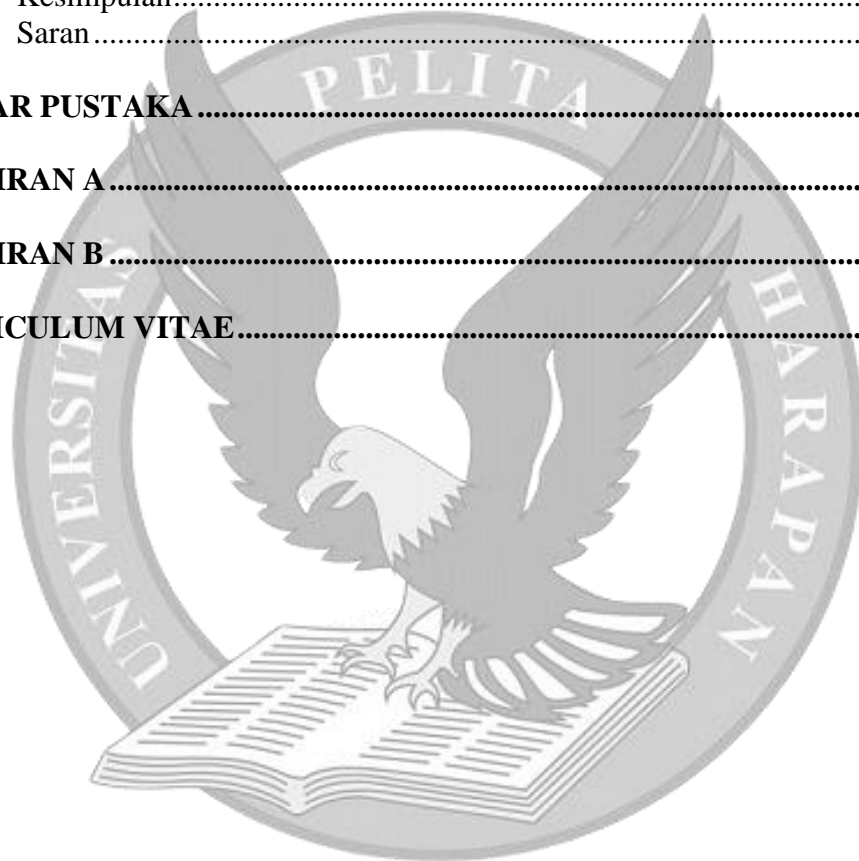 Kesimpulan..........................................................................................
Saran....................................................................................................
AR PUSTAKA...................................................................................
IRAN A..............................................................................................
IRAN B..............................................................................................
ICULUM VITAE..............................................................................
UNIVERSITAS PELITA HARAPAN